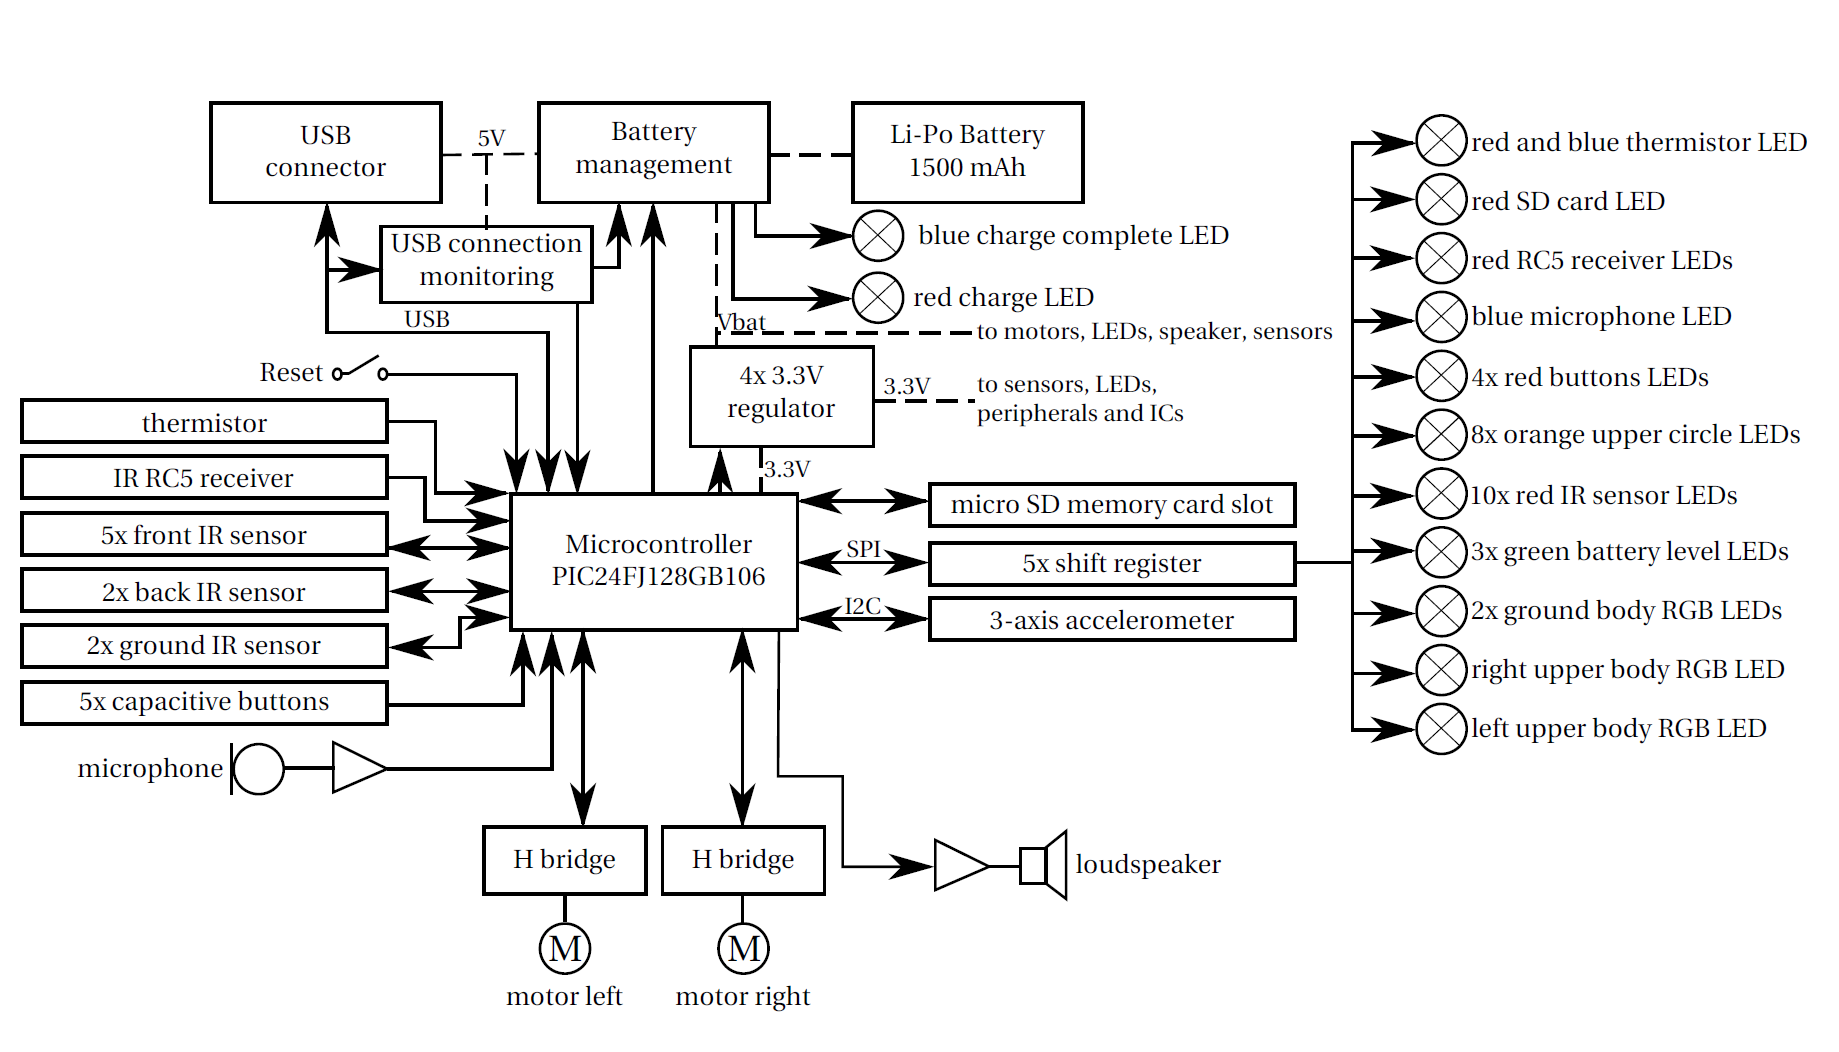 USB
connector
5V
Battery
management
Li-Po Battery
1500 mAh
blue charge complete LED
red charge LED
USB connection
monitoring
USB
Vbat
to motors, LEDs, speaker, sensors
4x 3.3V
regulator
3.3V
to sensors, LEDs,
peripherals and ICs
3.3V
Reset
thermistor
IR RC5 receiver
5x front IR sensor
2x back IR sensor
2x ground IR sensor
5x capacitive buttons
microphone
Microcontroller
PIC24FJ128GB106
micro SD memory card slot
SPI
5x shift register
I2C
3-axis accelerometer
H bridge
H bridge
M
M
motor left
motor right
loudspeaker
red and blue thermistor LED
red SD card LED
red RC5 receiver LEDs
blue microphone LED
4x red buttons LEDs
8x orange upper circle LEDs
10x red IR sensor LEDs
3x green battery level LEDs
2x ground body RGB LEDs
right upper body RGB LED
left upper body RGB LED